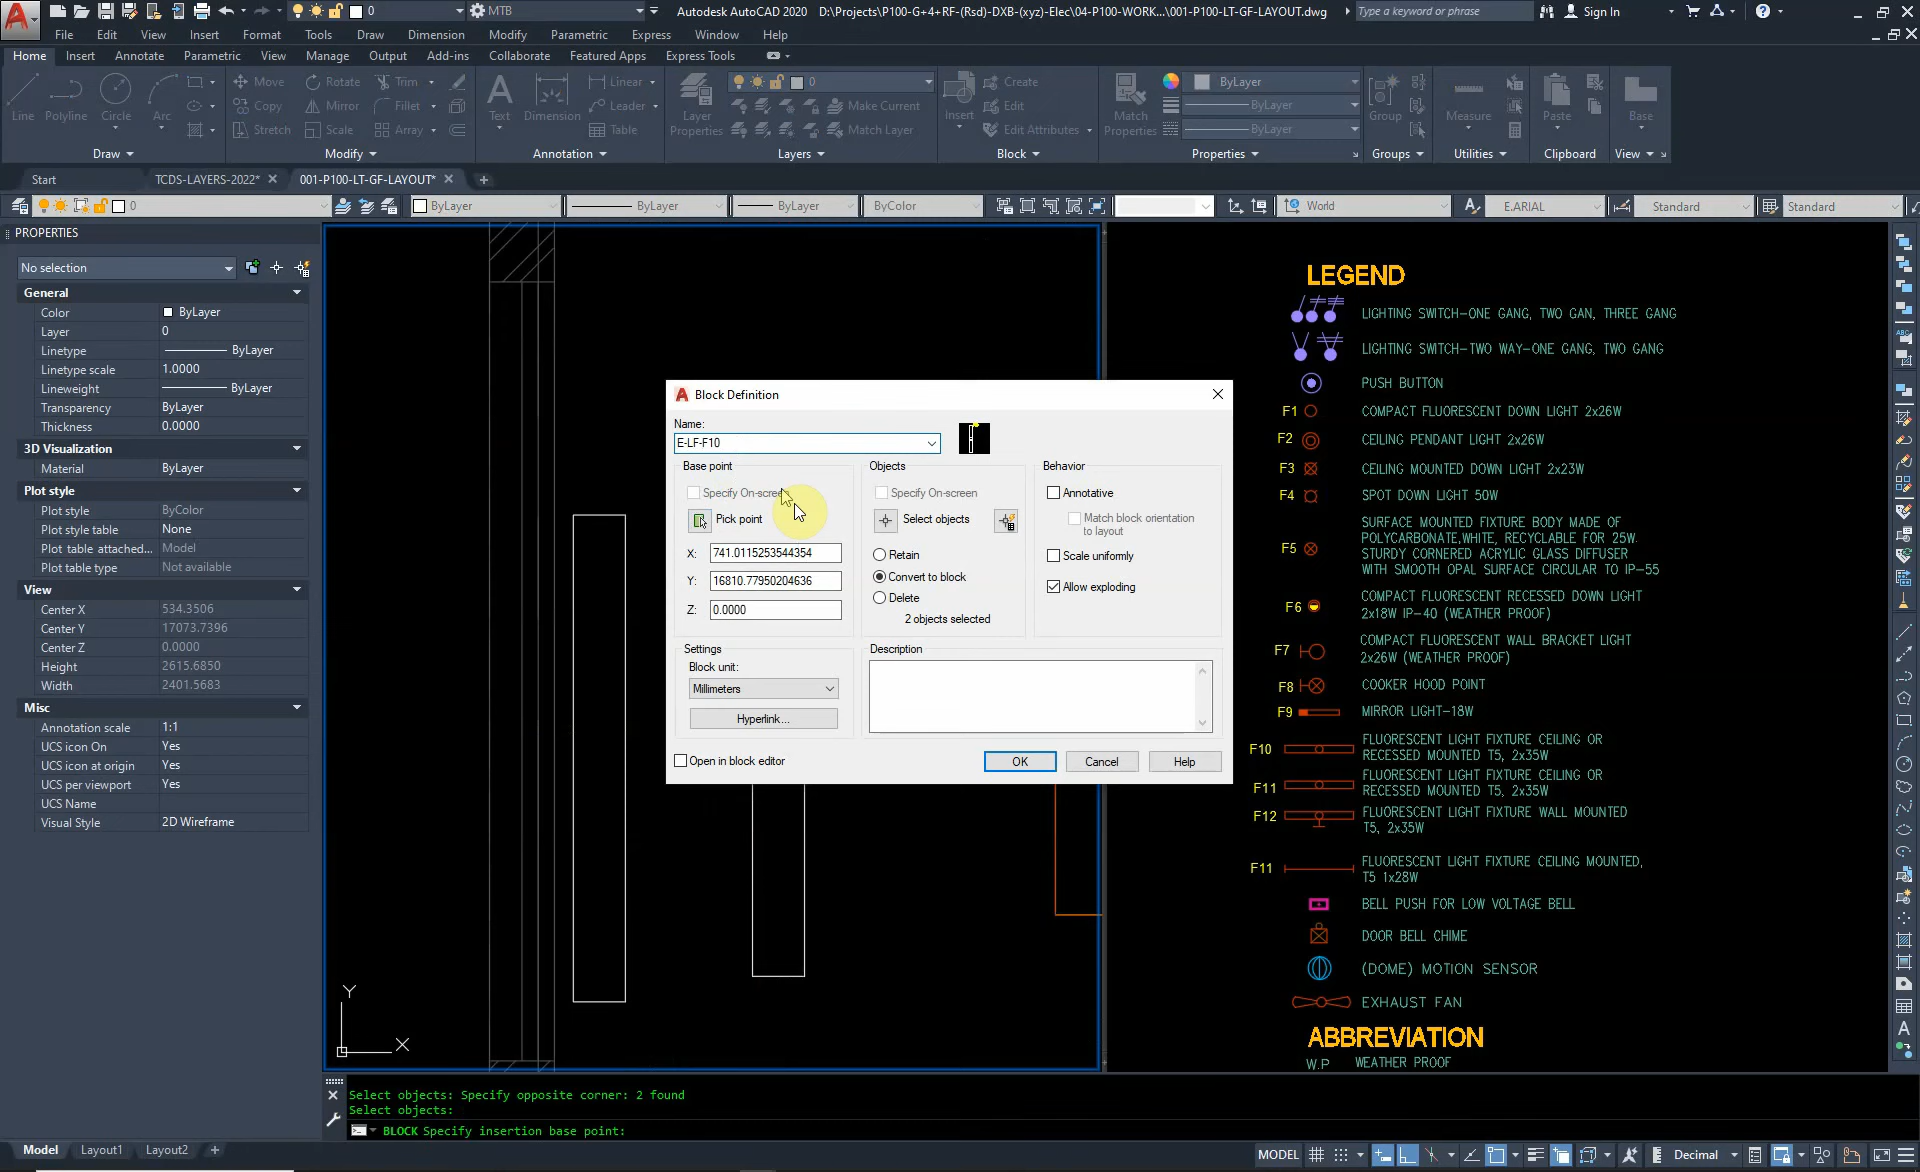 0
MTB
Autodesk AutoCAD 2020 D:\Projects\P100-G+4+RF-(Rsd)-DXB-(xyz)-Elec\04-P100-WORK...\001-P100-LT-GF-LAYOUT.dwg
Type a keyword or phrase
Sign In
File Edit View Insert Format Tools Draw Dimension Modify Parametric Express Window Help
Home Insert Annotate Parametric View Manage Output Add-ins Collaborate Featured Apps Express Tools
Line Polyline Circle Arc
Move Rotate Trim
Copy Mirror Fillet
Stretch Scale Array
Text Dimension
Linear
Leader
Table
Layer Properties
0
Make Current
Match Layer
Insert
Create
Edit
Edit Attributes
Match Properties
ByLayer
ByLayer
ByLayer
Group Measure Paste Base
Draw Modify Annotation Layers Block Properties Groups Utilities Clipboard View
Start TCDS-LAYERS-2022* 001-P100-LT-GF-LAYOUT*
0 ByLayer ByLayer ByLayer ByColor World E.ARIAL Standard Standard
PROPERTIES
No selection
General
Color ByLayer
Layer 0
Linetype ByLayer
Linetype scale 1.0000
Lineweight ByLayer
Transparency ByLayer
Thickness 0.0000
3D Visualization
Material ByLayer
Plot style
Plot style ByColor
Plot style table None
Plot table attached... Model
Plot table type Not available
View
Center X 534.3506
Center Y 17073.7396
Center Z 0.0000
Height 2615.6850
Width 2401.5683
Misc
Annotation scale 1:1
UCS icon On Yes
UCS icon at origin Yes
UCS per viewport Yes
UCS Name
Visual Style 2D Wireframe
Y
X
Block Definition
Name:
E-LF-F10
Base point
Specify On-screen
Pick point
X: 741.0115253544354
Y: 16810.77950204636
Z: 0.0000
Objects
Specify On-screen
Select objects
Retain
Convert to block
Delete
2 objects selected
Behavior
Annotative
Match block orientation
to layout
Scale uniformly
Allow exploding
Settings
Block unit:
Millimeters
Hyperlink...
Description
Open in block editor
OK Cancel Help
LEGEND
LIGHTING SWITCH-ONE GANG, TWO GAN, THREE GANG
LIGHTING SWITCH-TWO WAY-ONE GANG, TWO GANG
PUSH BUTTON
F1 COMPACT FLUORESCENT DOWN LIGHT 2x26W
F2 CEILING PENDANT LIGHT 2x26W
F3 CEILING MOUNTED DOWN LIGHT 2x23W
F4 SPOT DOWN LIGHT 50W
F5 SURFACE MOUNTED FIXTURE BODY MADE OF
POLYCARBONATE,WHITE, RECYCLABLE FOR 25W
STURDY CORNERED ACRYLIC GLASS DIFFUSER
WITH SMOOTH OPAL SURFACE CIRCULAR TO IP-55
F6 COMPACT FLUORESCENT RECESSED DOWN LIGHT
2x18W IP-40 (WEATHER PROOF)
F7 COMPACT FLUORESCENT WALL BRACKET LIGHT
2x26W (WEATHER PROOF)
F8 COOKER HOOD POINT
F9 MIRROR LIGHT-18W
F10 FLUORESCENT LIGHT FIXTURE CEILING OR
RECESSED MOUNTED T5, 2x35W
F11 FLUORESCENT LIGHT FIXTURE CEILING OR
RECESSED MOUNTED T5, 2x35W
F12 FLUORESCENT LIGHT FIXTURE WALL MOUNTED
T5, 2x35W
F11 FLUORESCENT LIGHT FIXTURE CEILING MOUNTED,
T5 1x28W
BELL PUSH FOR LOW VOLTAGE BELL
DOOR BELL CHIME
(DOME) MOTION SENSOR
EXHAUST FAN
ABBREVIATION
W.P WEATHER PROOF
Select objects: Specify opposite corner: 2 found
Select objects:
BLOCK Specify insertion base point:
Model Layout1 Layout2
MODEL Decimal